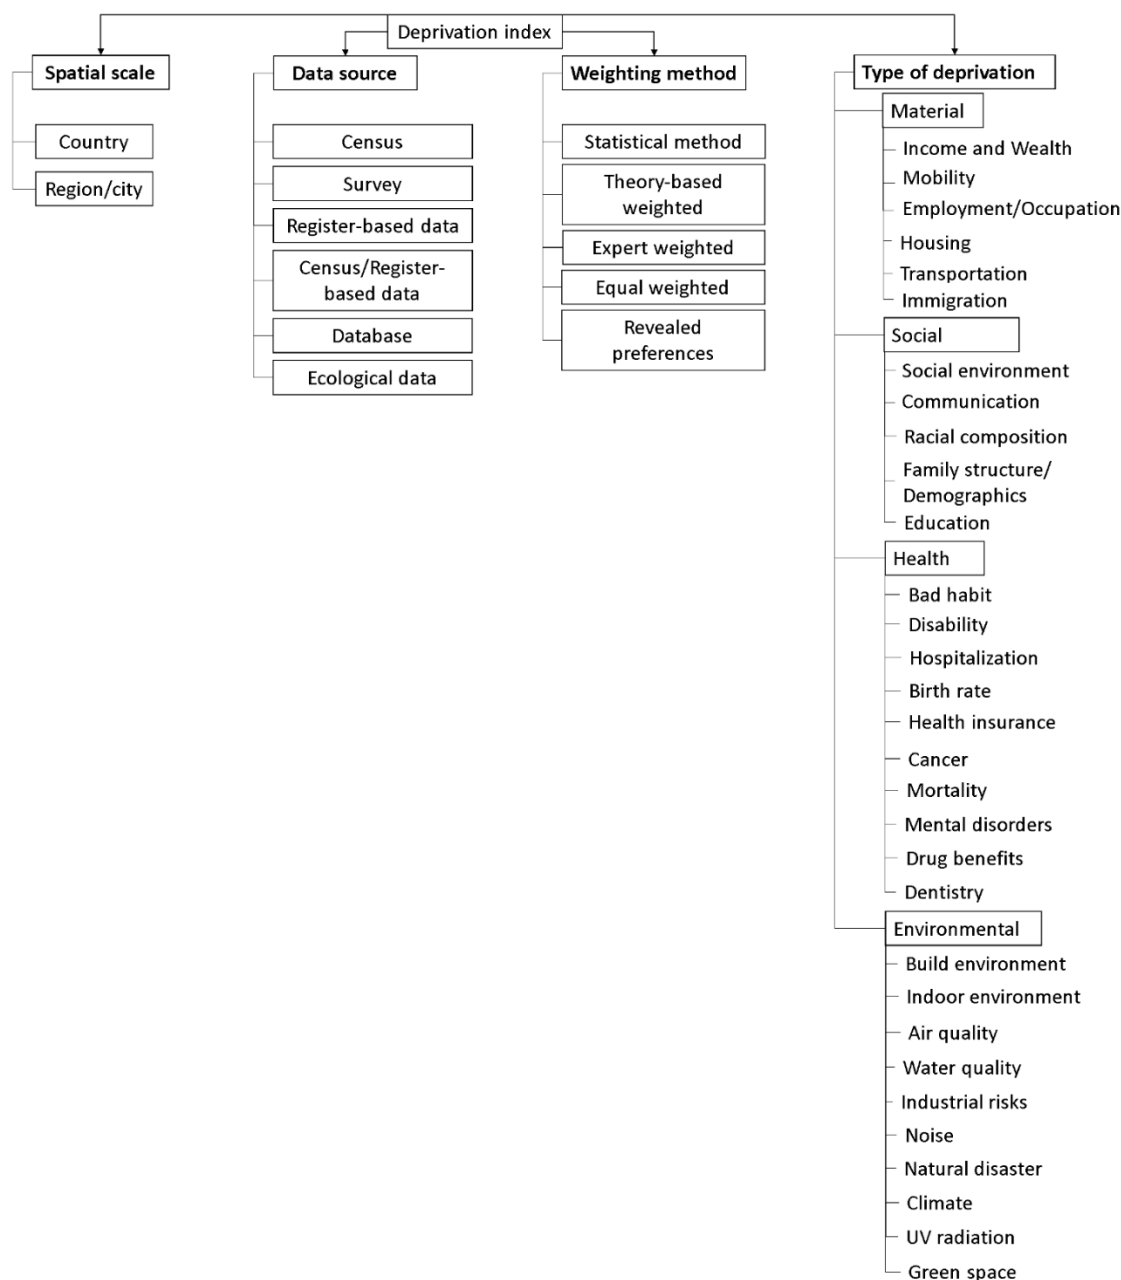 Deprivation index
Spatial scale
Country
Region/city
Data source
Census
Survey
Register-based data
Census/Register-
based data
Database
Ecological data
Weighting method
Statistical method
Theory-based
weighted
Expert weighted
Equal weighted
Revealed
preferences
Type of deprivation
Material
Income and Wealth
Mobility
Employment/Occupation
Housing
Transportation
Immigration
Social
Social environment
Communication
Racial composition
Family structure/
Demographics
Education
Health
Bad habit
Disability
Hospitalization
Birth rate
Health insurance
Cancer
Mortality
Mental disorders
Drug benefits
Dentistry
Environmental
Build environment
Indoor environment
Air quality
Water quality
Industrial risks
Noise
Natural disaster
Climate
UV radiation
Green space